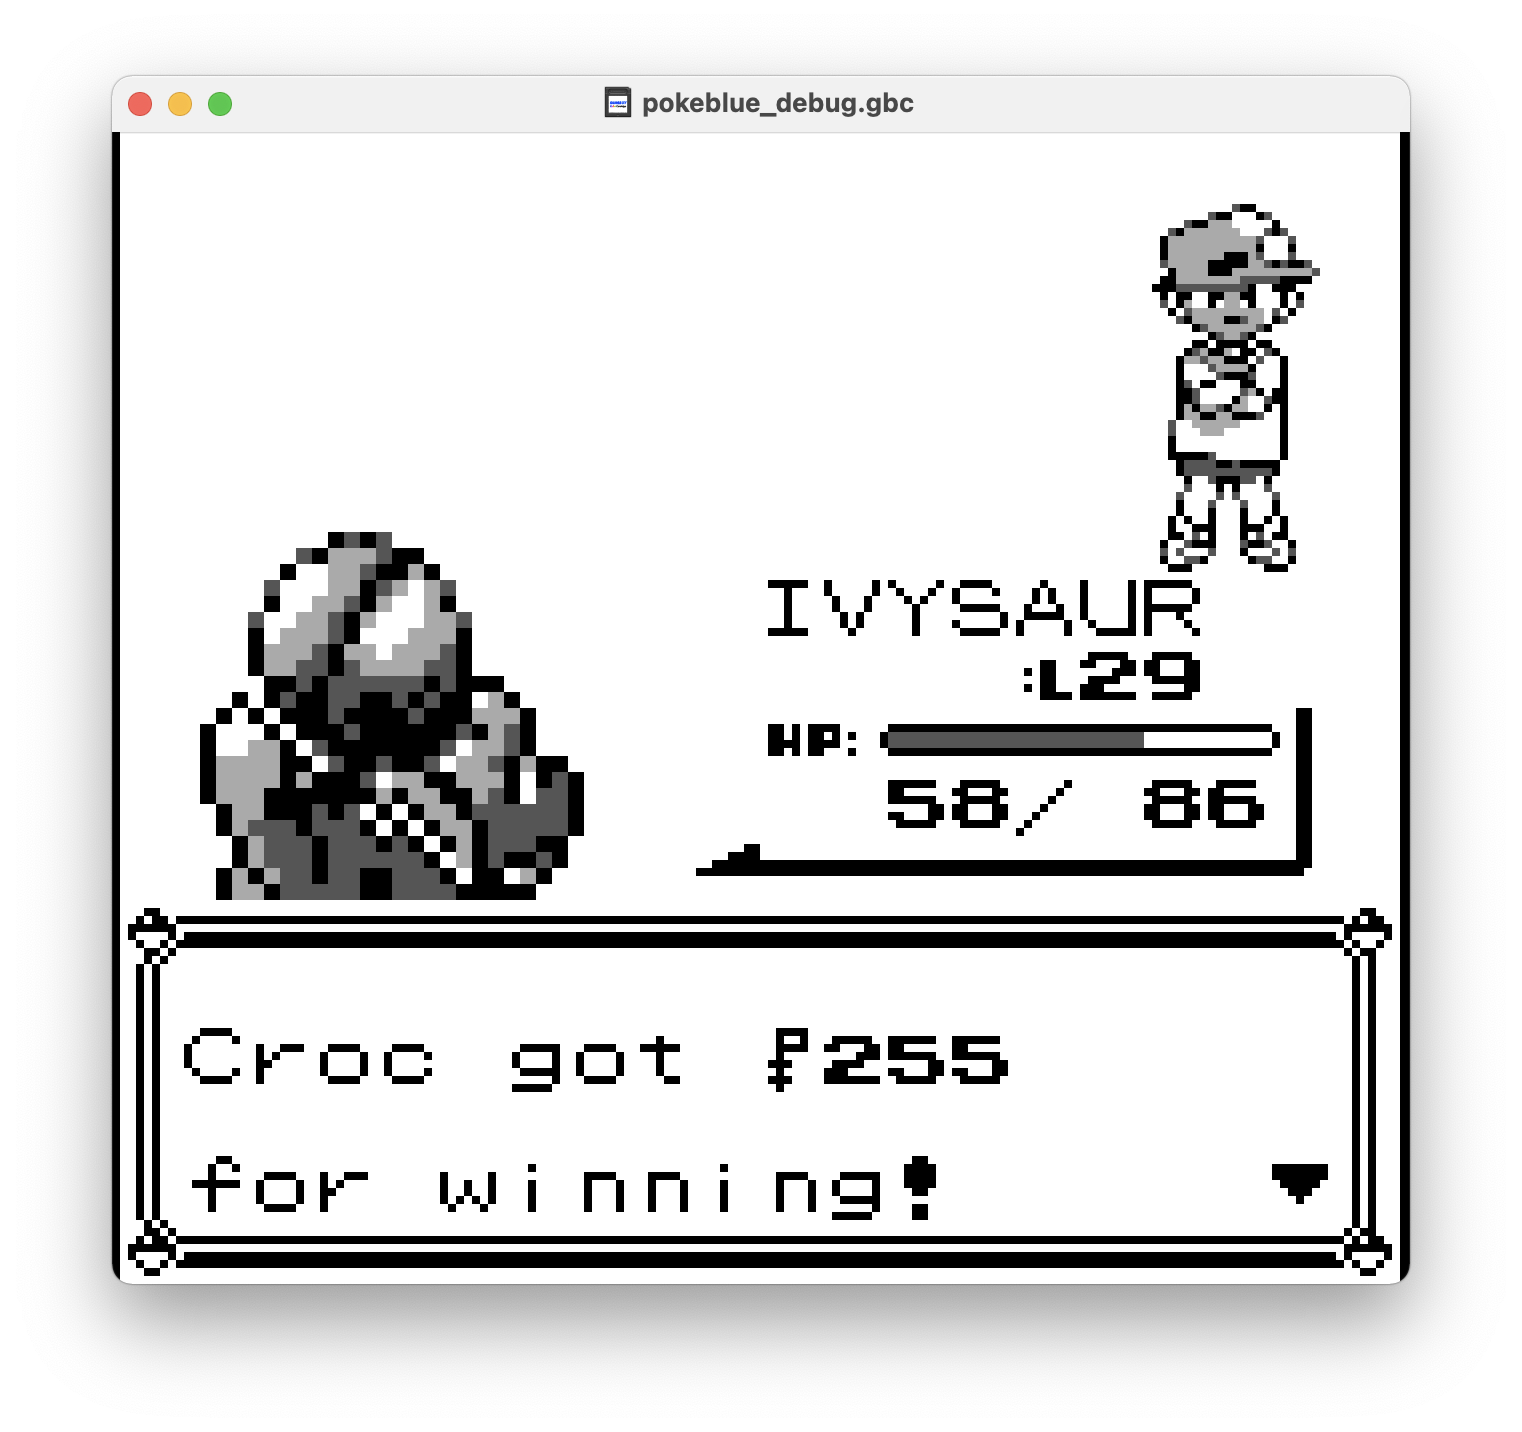 pokeblue_debug.gbc
IVYSAUR
:L29
HP:
58/ 86
Croc got ₽255
for winning!